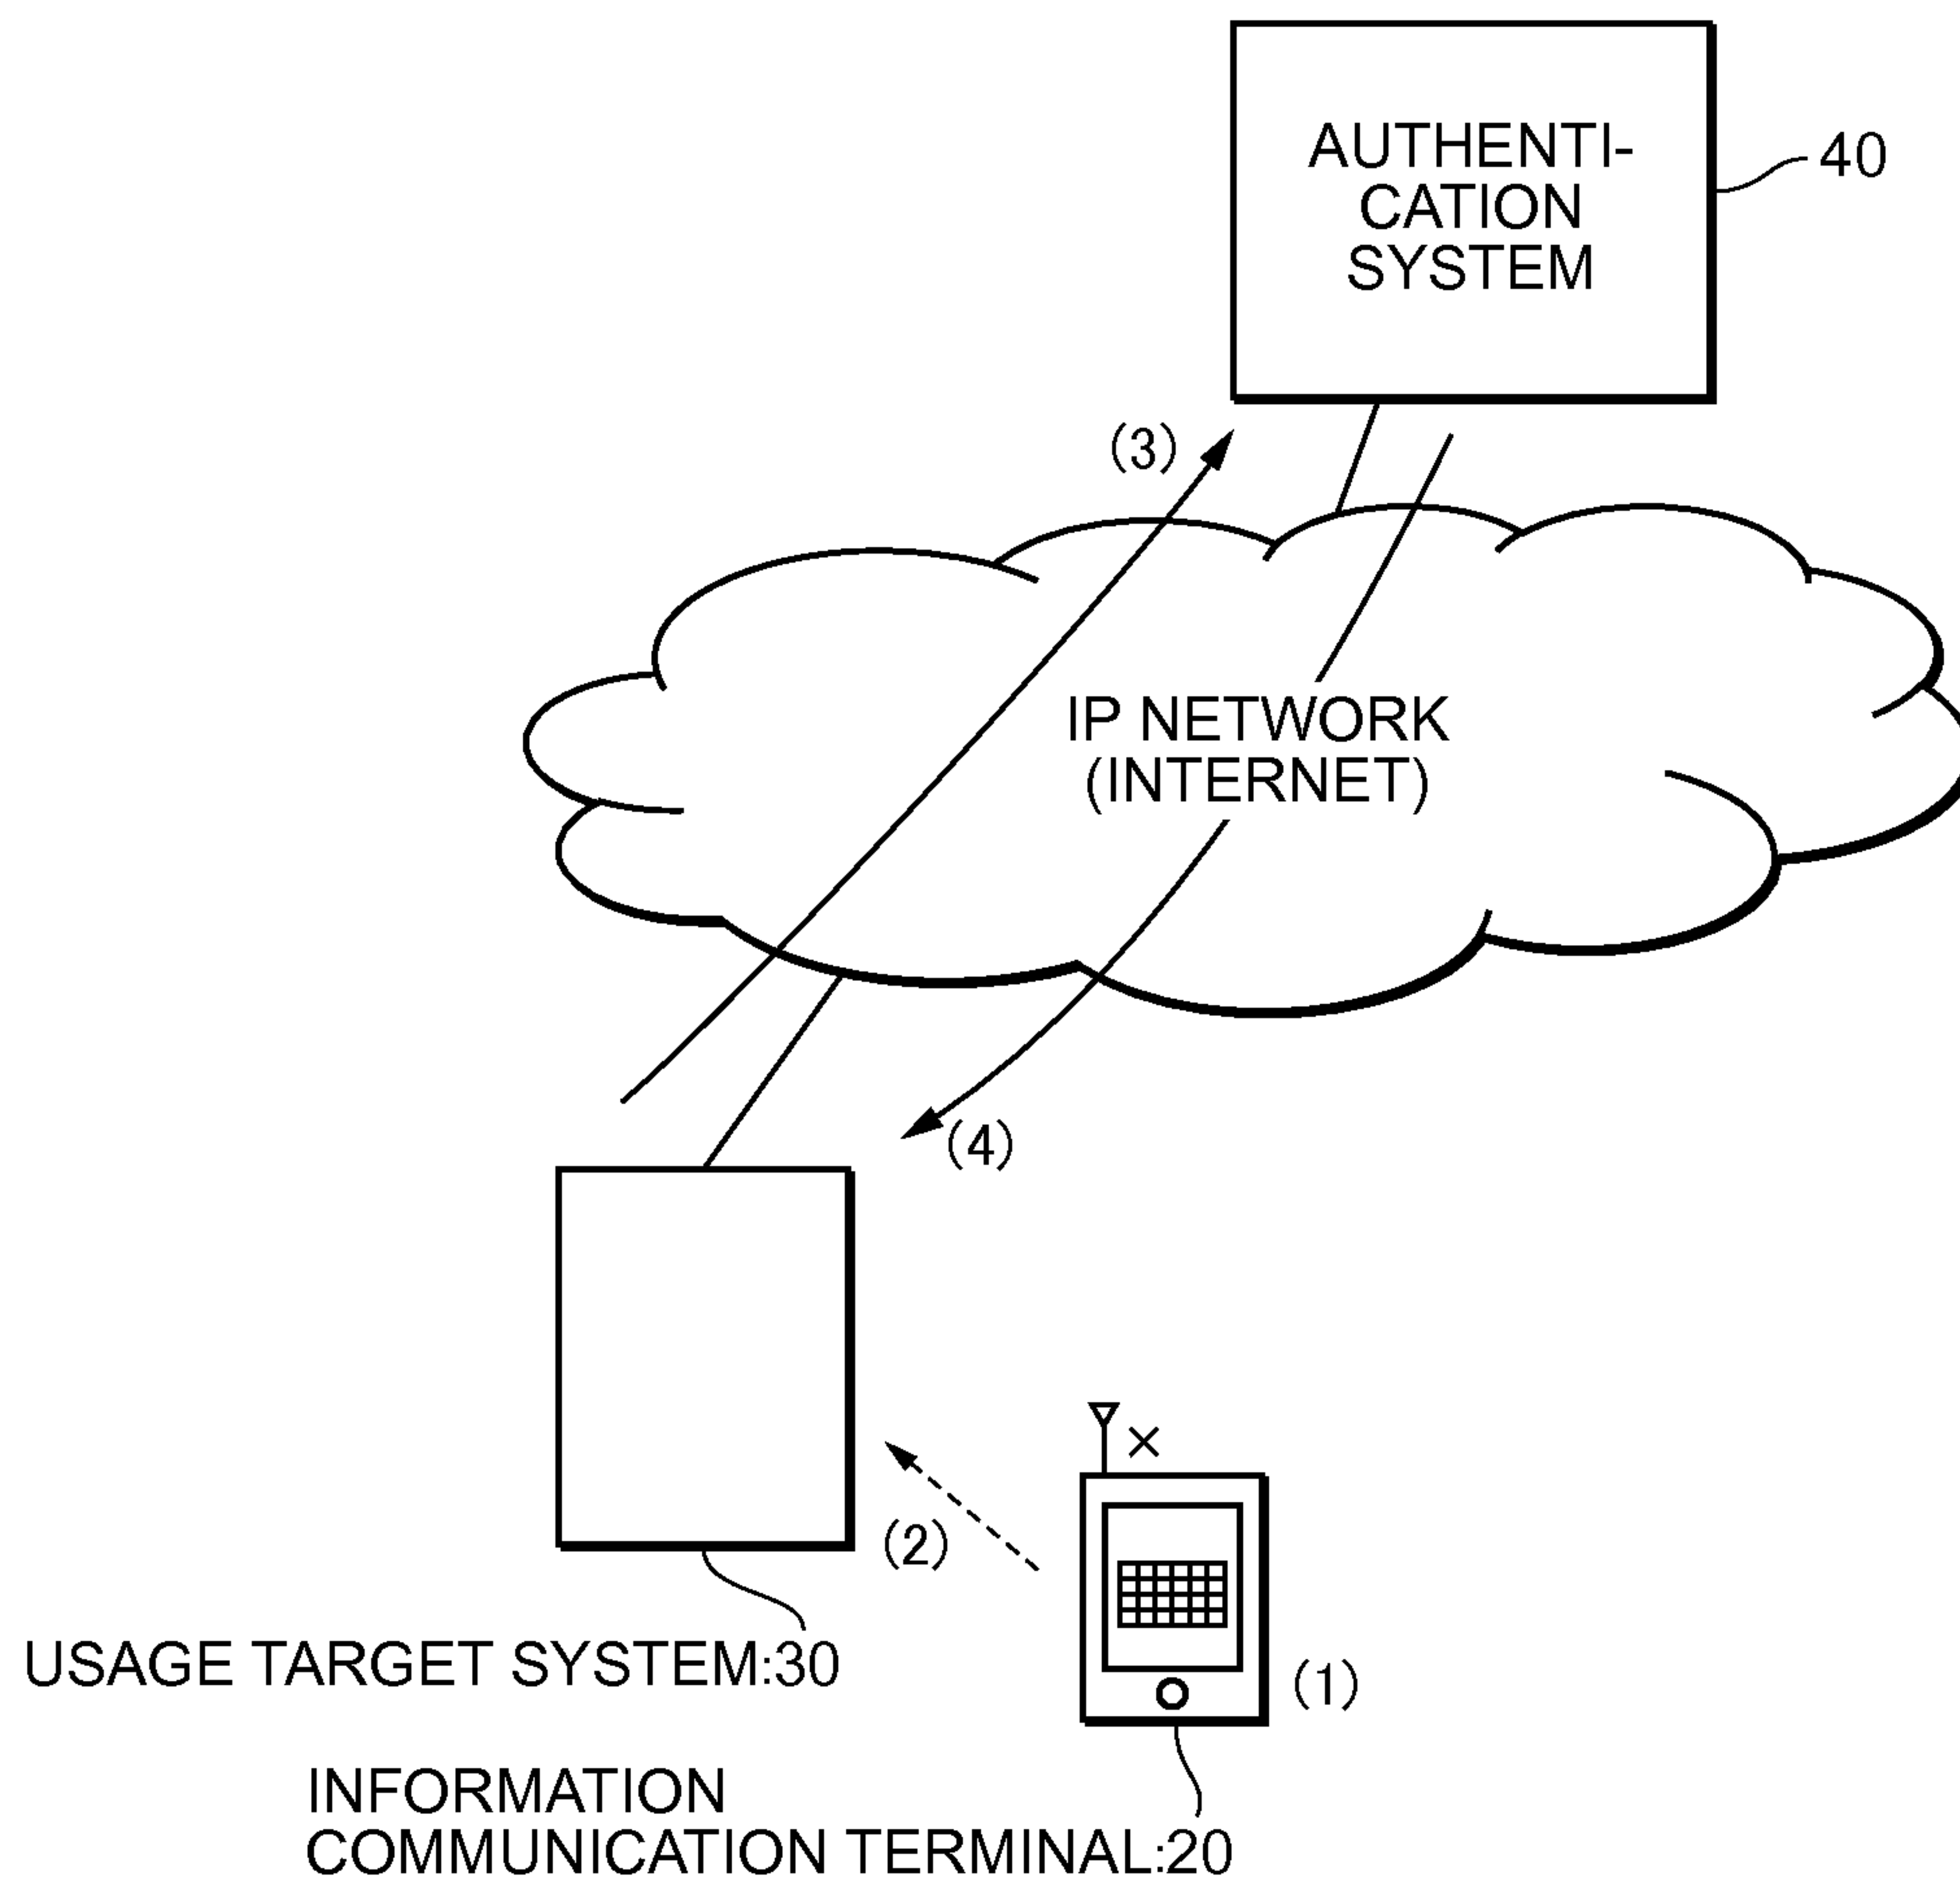 AUTHENTI-
CATION
SYSTEM
40
(3)
IP NETWORK
(INTERNET)
(4)
(2)
USAGE TARGET SYSTEM:30
(1)
INFORMATION
COMMUNICATION TERMINAL:20